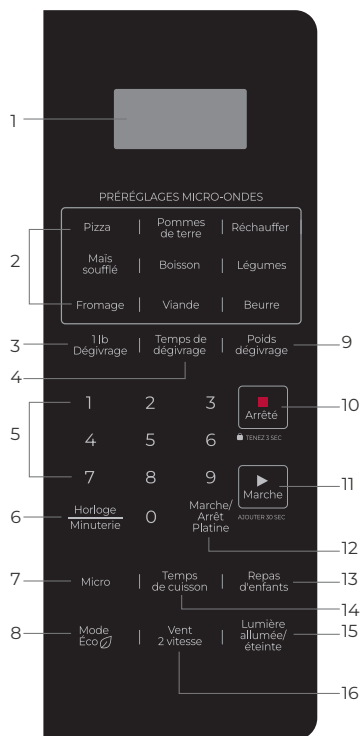 1
PRÉRÉGLAGES MICRO-ONDES
Pizza
Pommes
de terre
Réchauffer
2
Maïs
soufflé
Boisson
Légumes
Fromage
Viande
Beurre
3
1 lb
Dégivrage
Temps de
dégivrage
Poids
dégivrage
9
4
1 2 3
Arrêté
10
5
TENEZ 3 SEC
4 5 6
7 8 9
Marche
11
6
Horloge
Minuterie
0
Marche/
Arrêt
Platine
AJOUTER 30 SEC
12
7
Micro
Temps
de cuisson
Repas
d'enfants
13
14
8
Mode
Éco
Vent
2 vitesse
Lumière
allumée/
éteinte
15
16